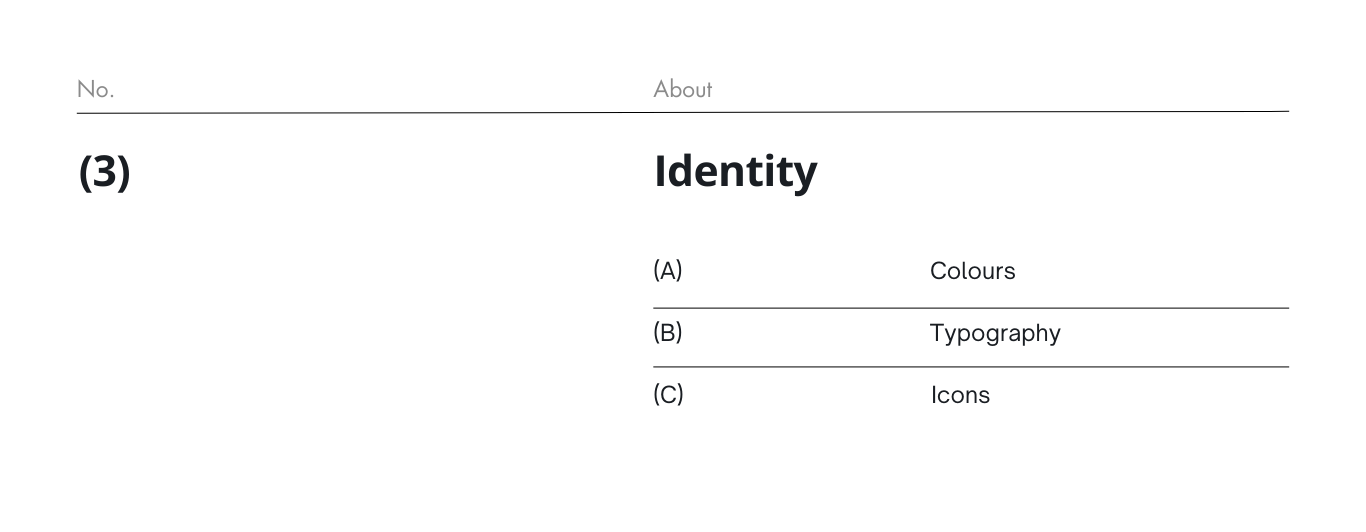 No. About
(3) Identity
(A) Colours
(B) Typography
(C) Icons